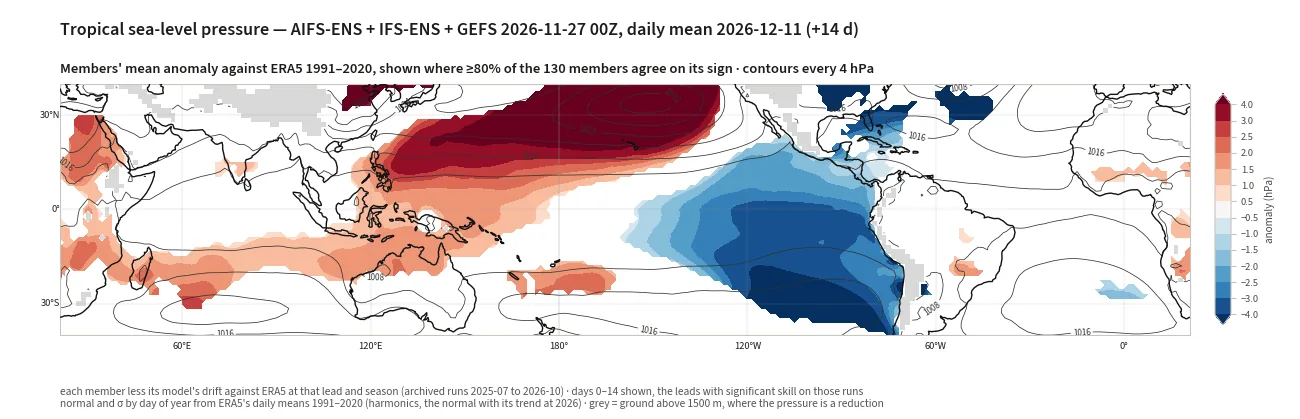 Tropical sea-level pressure — AIFS-ENS + IFS-ENS + GEFS 2026-11-27 00Z, daily mean 2026-12-11 (+14 d)
Members' mean anomaly against ERA5 1991–2020, shown where ≥80% of the 130 members agree on its sign · contours every 4 hPa
30°N
0°
30°S
60°E
120°E
180°
120°W
60°W
0°
1016
1008
1016
1016
1008
1016
1016
1008
1016
4.0
3.0
2.5
2.0
1.5
1.0
0.5
−0.5
−1.0
−1.5
−2.0
−2.5
−3.0
−4.0
anomaly (hPa)
each member less its model's drift against ERA5 at that lead and season (archived runs 2025-07 to 2026-10) · days 0–14 shown, the leads with significant skill on those runs
normal and σ by day of year from ERA5's daily means 1991–2020 (harmonics, the normal with its trend at 2026) · grey = ground above 1500 m, where the pressure is a reduction